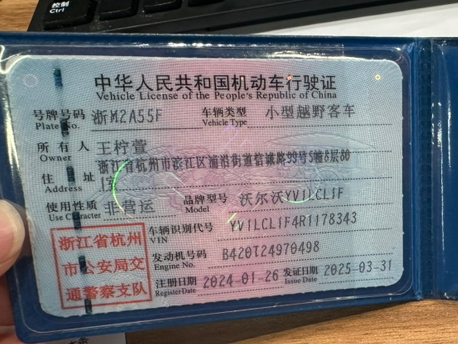 控制
Ctrl
中华人民共和国机动车行驶证
Vehicle License of the People's Republic of China
号牌号码 浙M2A55F 车辆类型 小型越野客车
Plate No. Vehicle Type
所有人 王柠萱
Owner
住址 浙江省杭州市滨江区浦沿街道信诚路99号5幢8层80
Address
使用性质 非营运 品牌型号 沃尔沃YV1LCL1F
Use Character Model
车辆识别代号 YV1LCL1F4R1178343
VIN
浙江省杭州
市公安局交
通警察支队
发动机号码 B420T24970498
Engine No.
注册日期 2024-01-26 发证日期 2025-03-31
Register Date Issue Date